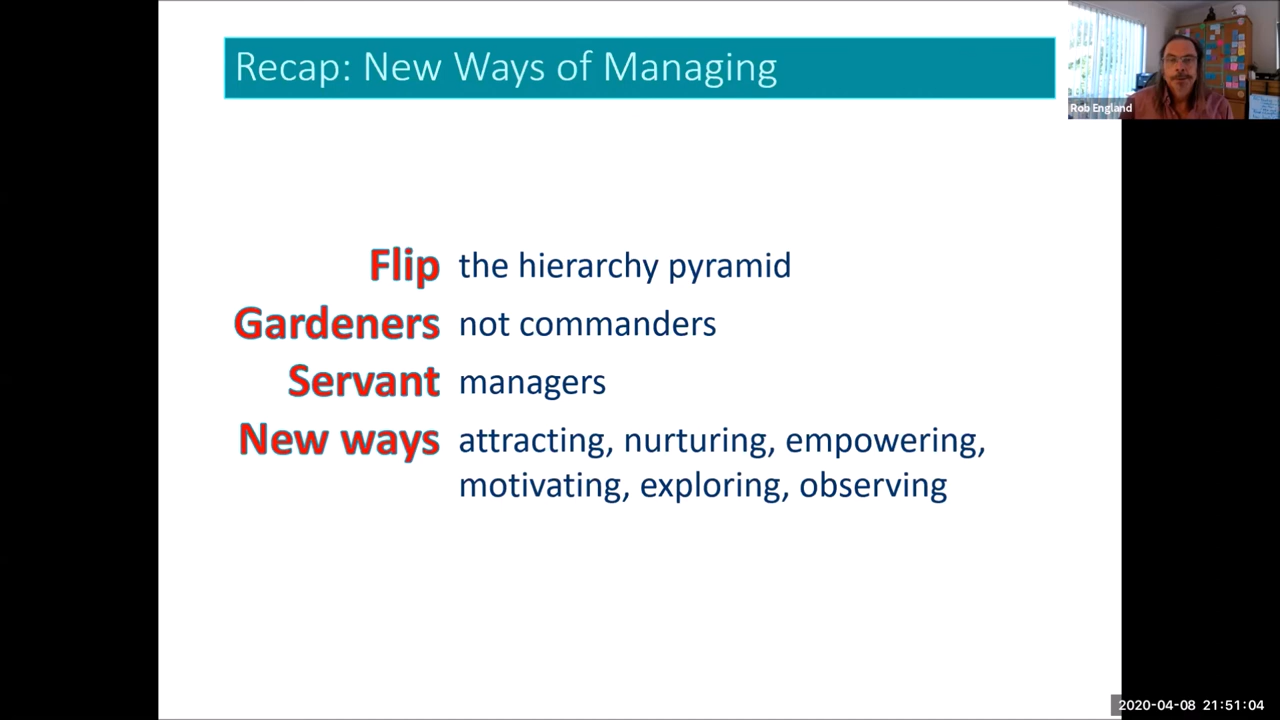 Recap: New Ways of Managing
Rob England
Flip the hierarchy pyramid
Gardeners not commanders
Servant managers
New ways attracting, nurturing, empowering,
motivating, exploring, observing
2020-04-08 21:51:04